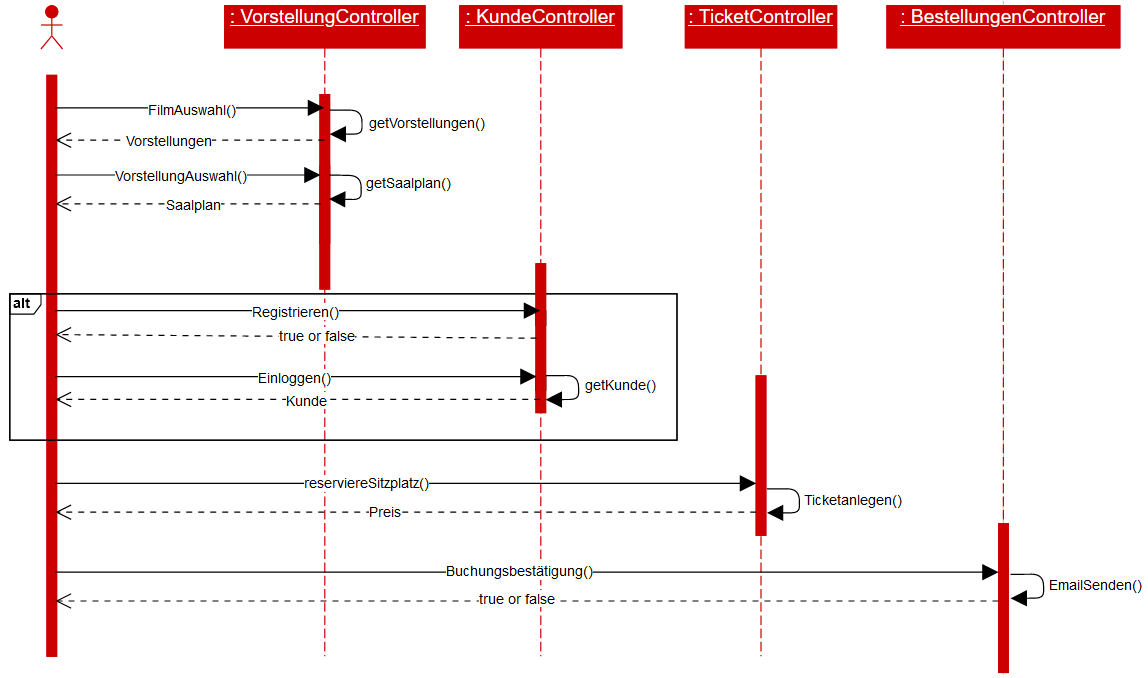 : VorstellungController
: KundeController
: TicketController
: BestellungenController
FilmAuswahl()
getVorstellungen()
Vorstellungen
VorstellungAuswahl()
getSaalplan()
Saalplan
alt
Registrieren()
true or false
Einloggen()
getKunde()
Kunde
reserviereSitzplatz()
Ticketanlegen()
Preis
Buchungsbestätigung()
EmailSenden()
true or false